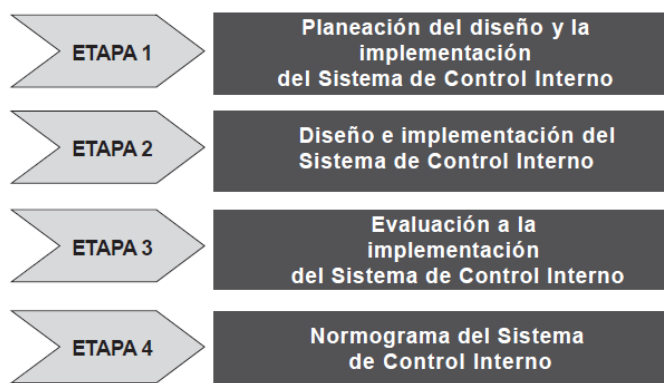 ETAPA 1
Planeación del diseño y la
implementación
del Sistema de Control Interno
ETAPA 2
Diseño e implementación del
Sistema de Control Interno
ETAPA 3
Evaluación a la
implementación
del Sistema de Control Interno
ETAPA 4
Normograma del Sistema
de Control Interno